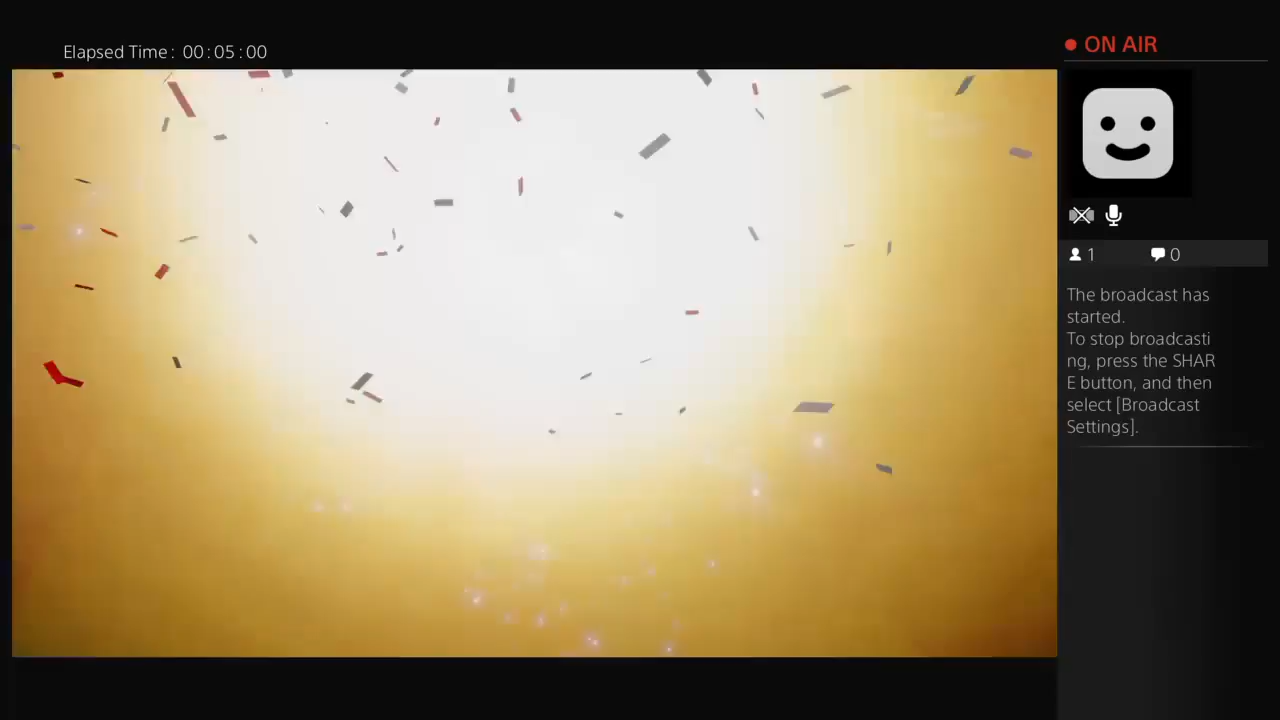 Elapsed Time: 00:05:00
ON AIR
1
0
The broadcast has
started.
To stop broadcasti
ng, press the SHAR
E button, and then
select [Broadcast
Settings].